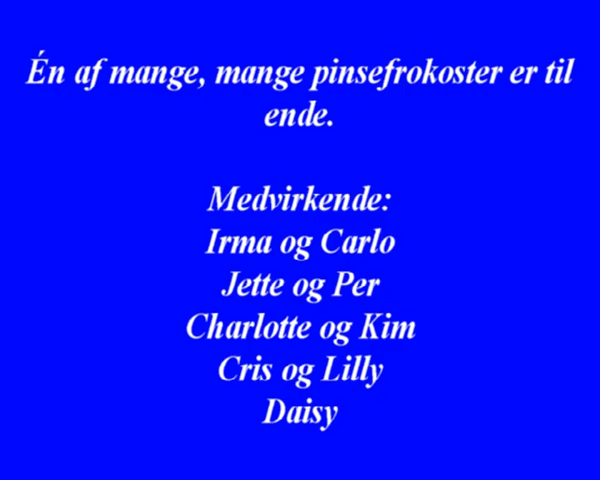 Én af mange, mange pinsefrokoster er til
ende.
Medvirkende:
Irma og Carlo
Jette og Per
Charlotte og Kim
Cris og Lilly
Daisy